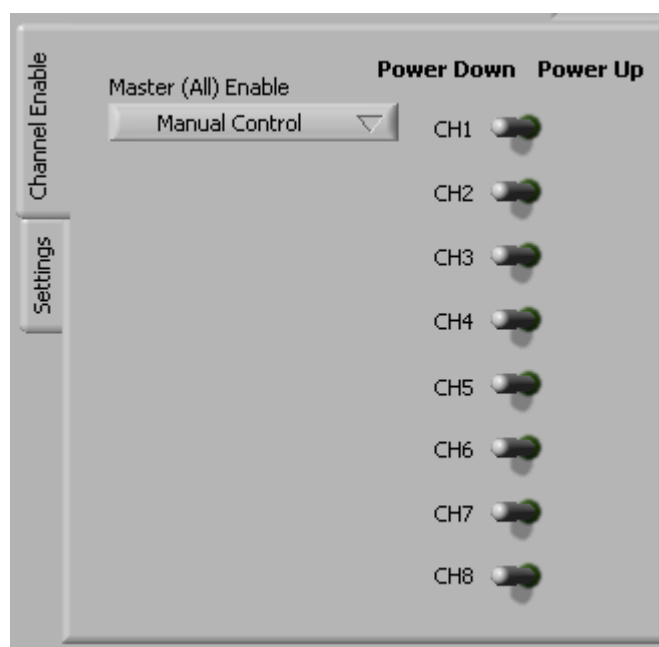 Channel Enable
Settings
Master (All) Enable
Manual Control
Power Down Power Up
CH1
CH2
CH3
CH4
CH5
CH6
CH7
CH8